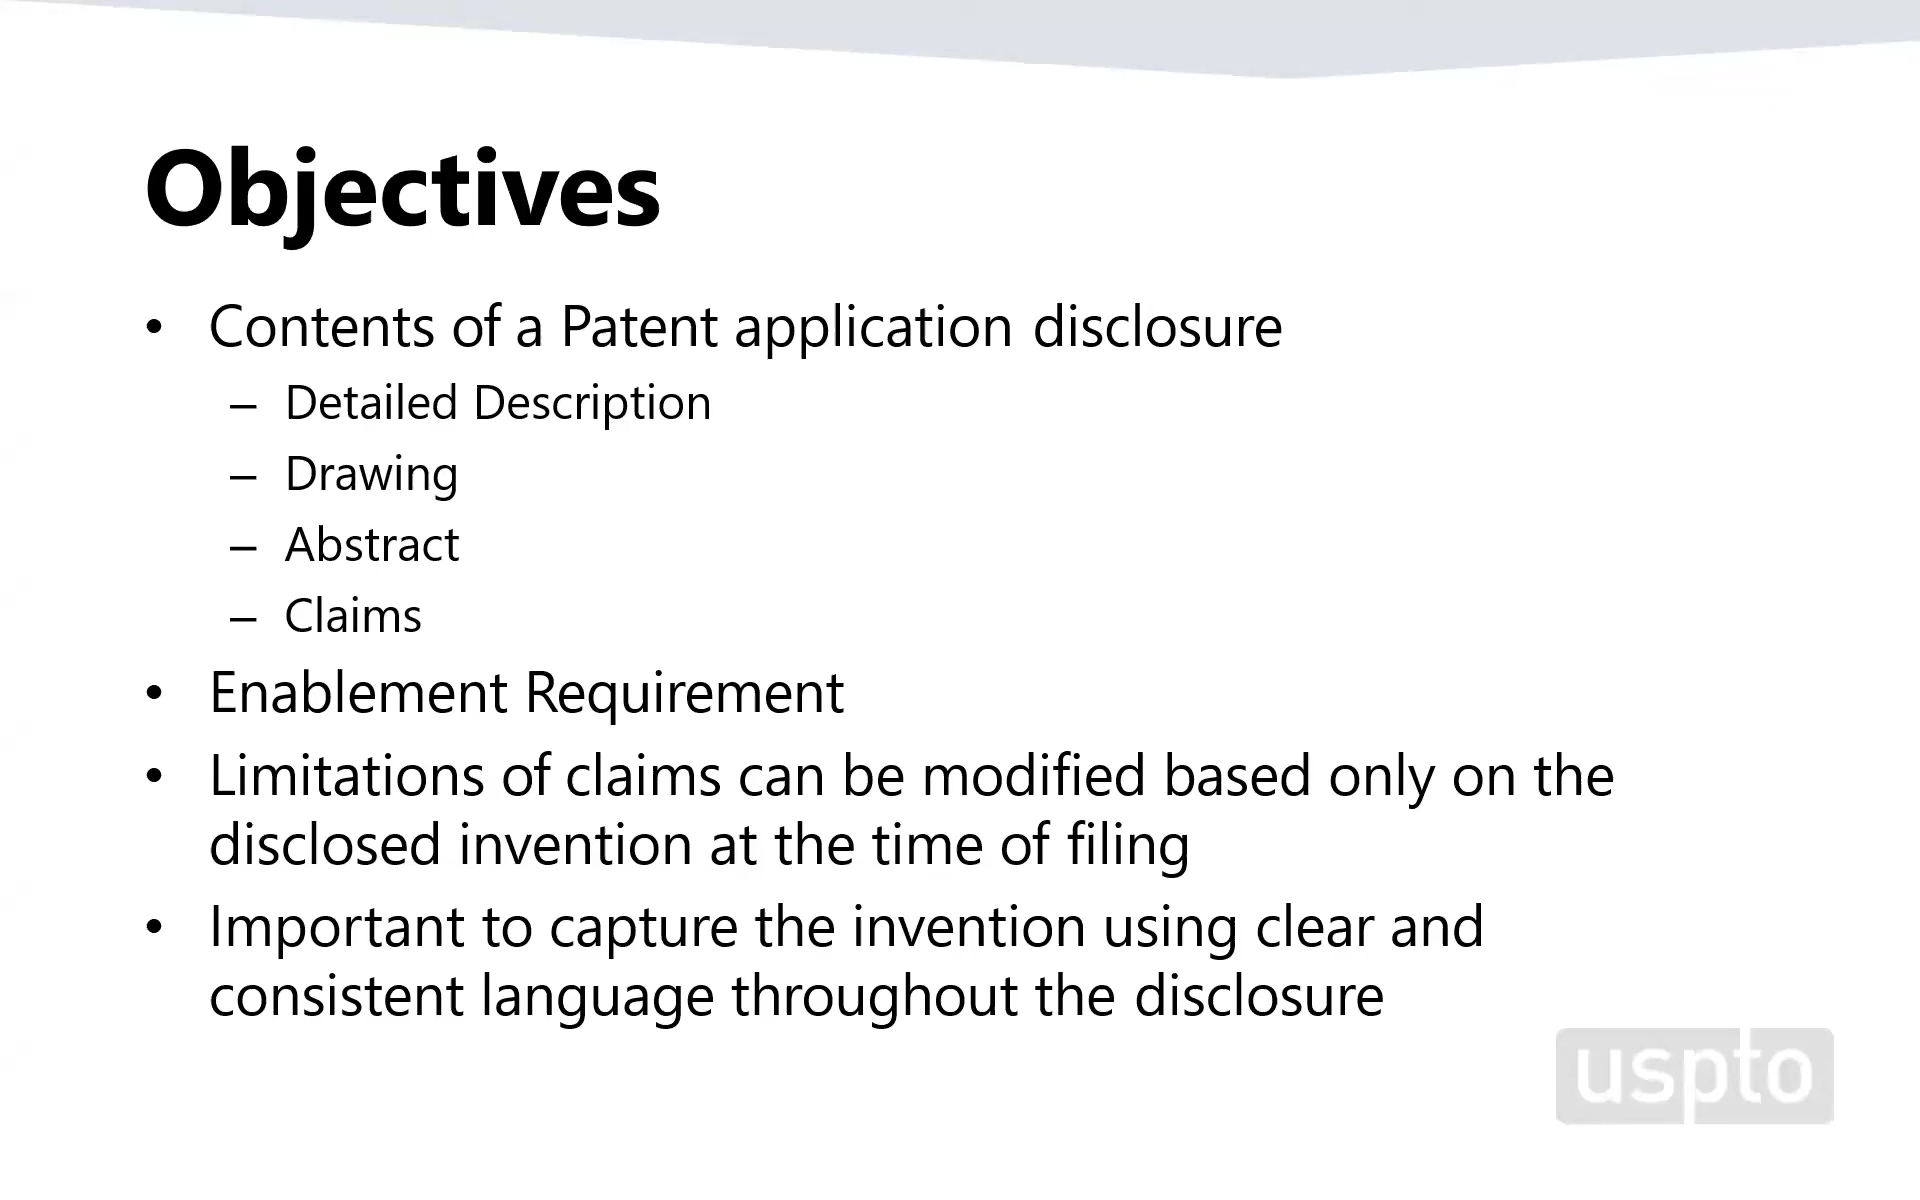 Objectives
• Contents of a Patent application disclosure
– Detailed Description
– Drawing
– Abstract
– Claims
• Enablement Requirement
• Limitations of claims can be modified based only on the
disclosed invention at the time of filing
• Important to capture the invention using clear and
consistent language throughout the disclosure
uspto